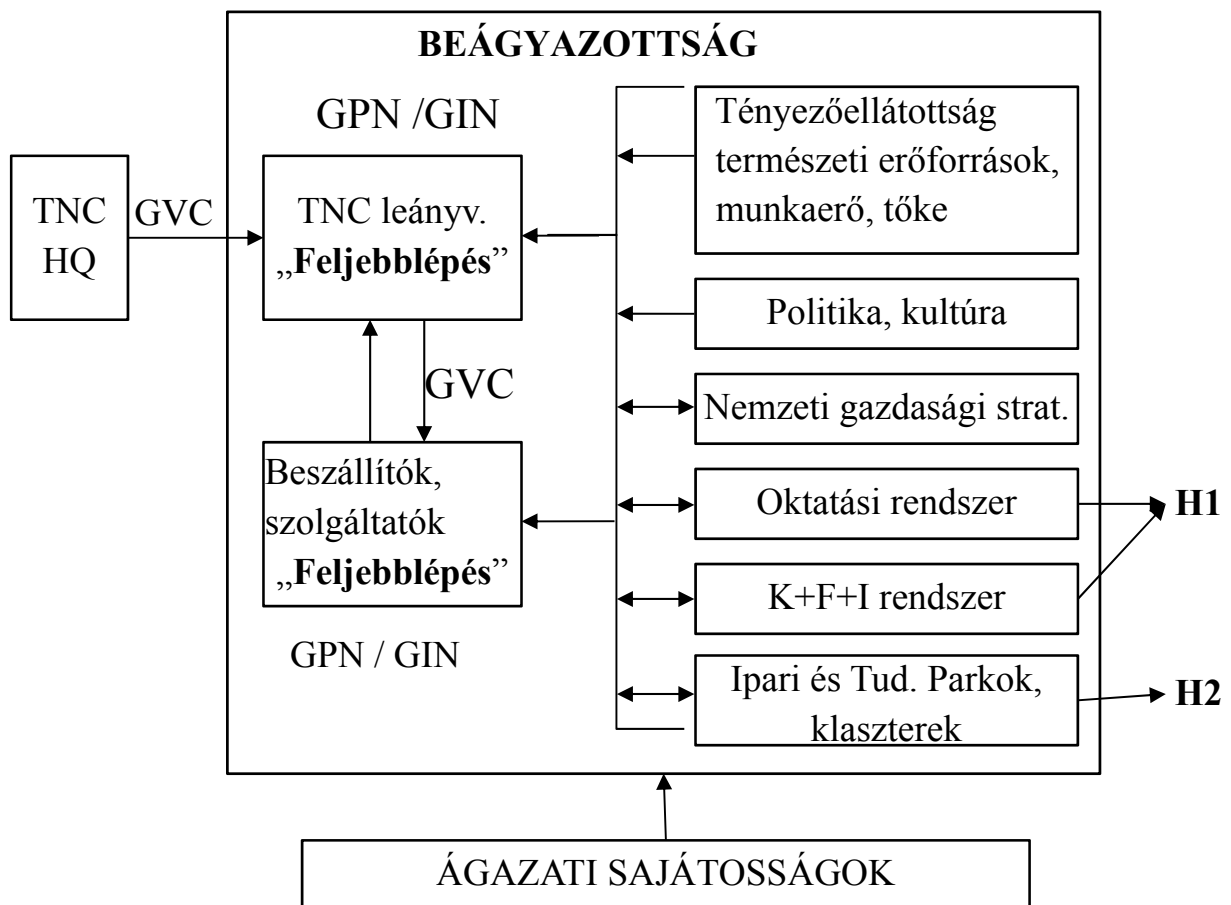 BEÁGYAZOTTSÁG
GPN /GIN
TNC
HQ
GVC
TNC leányv.
„Feljebblépés”
GVC
Beszállítók,
szolgáltatók
„Feljebblépés”
GPN / GIN
Tényezőellátottság
természeti erőforrások,
munkaerő, tőke
Politika, kultúra
Nemzeti gazdasági strat.
Oktatási rendszer
H1
K+F+I rendszer
Ipari és Tud. Parkok,
klaszterek
H2
ÁGAZATI SAJÁTOSSÁGOK